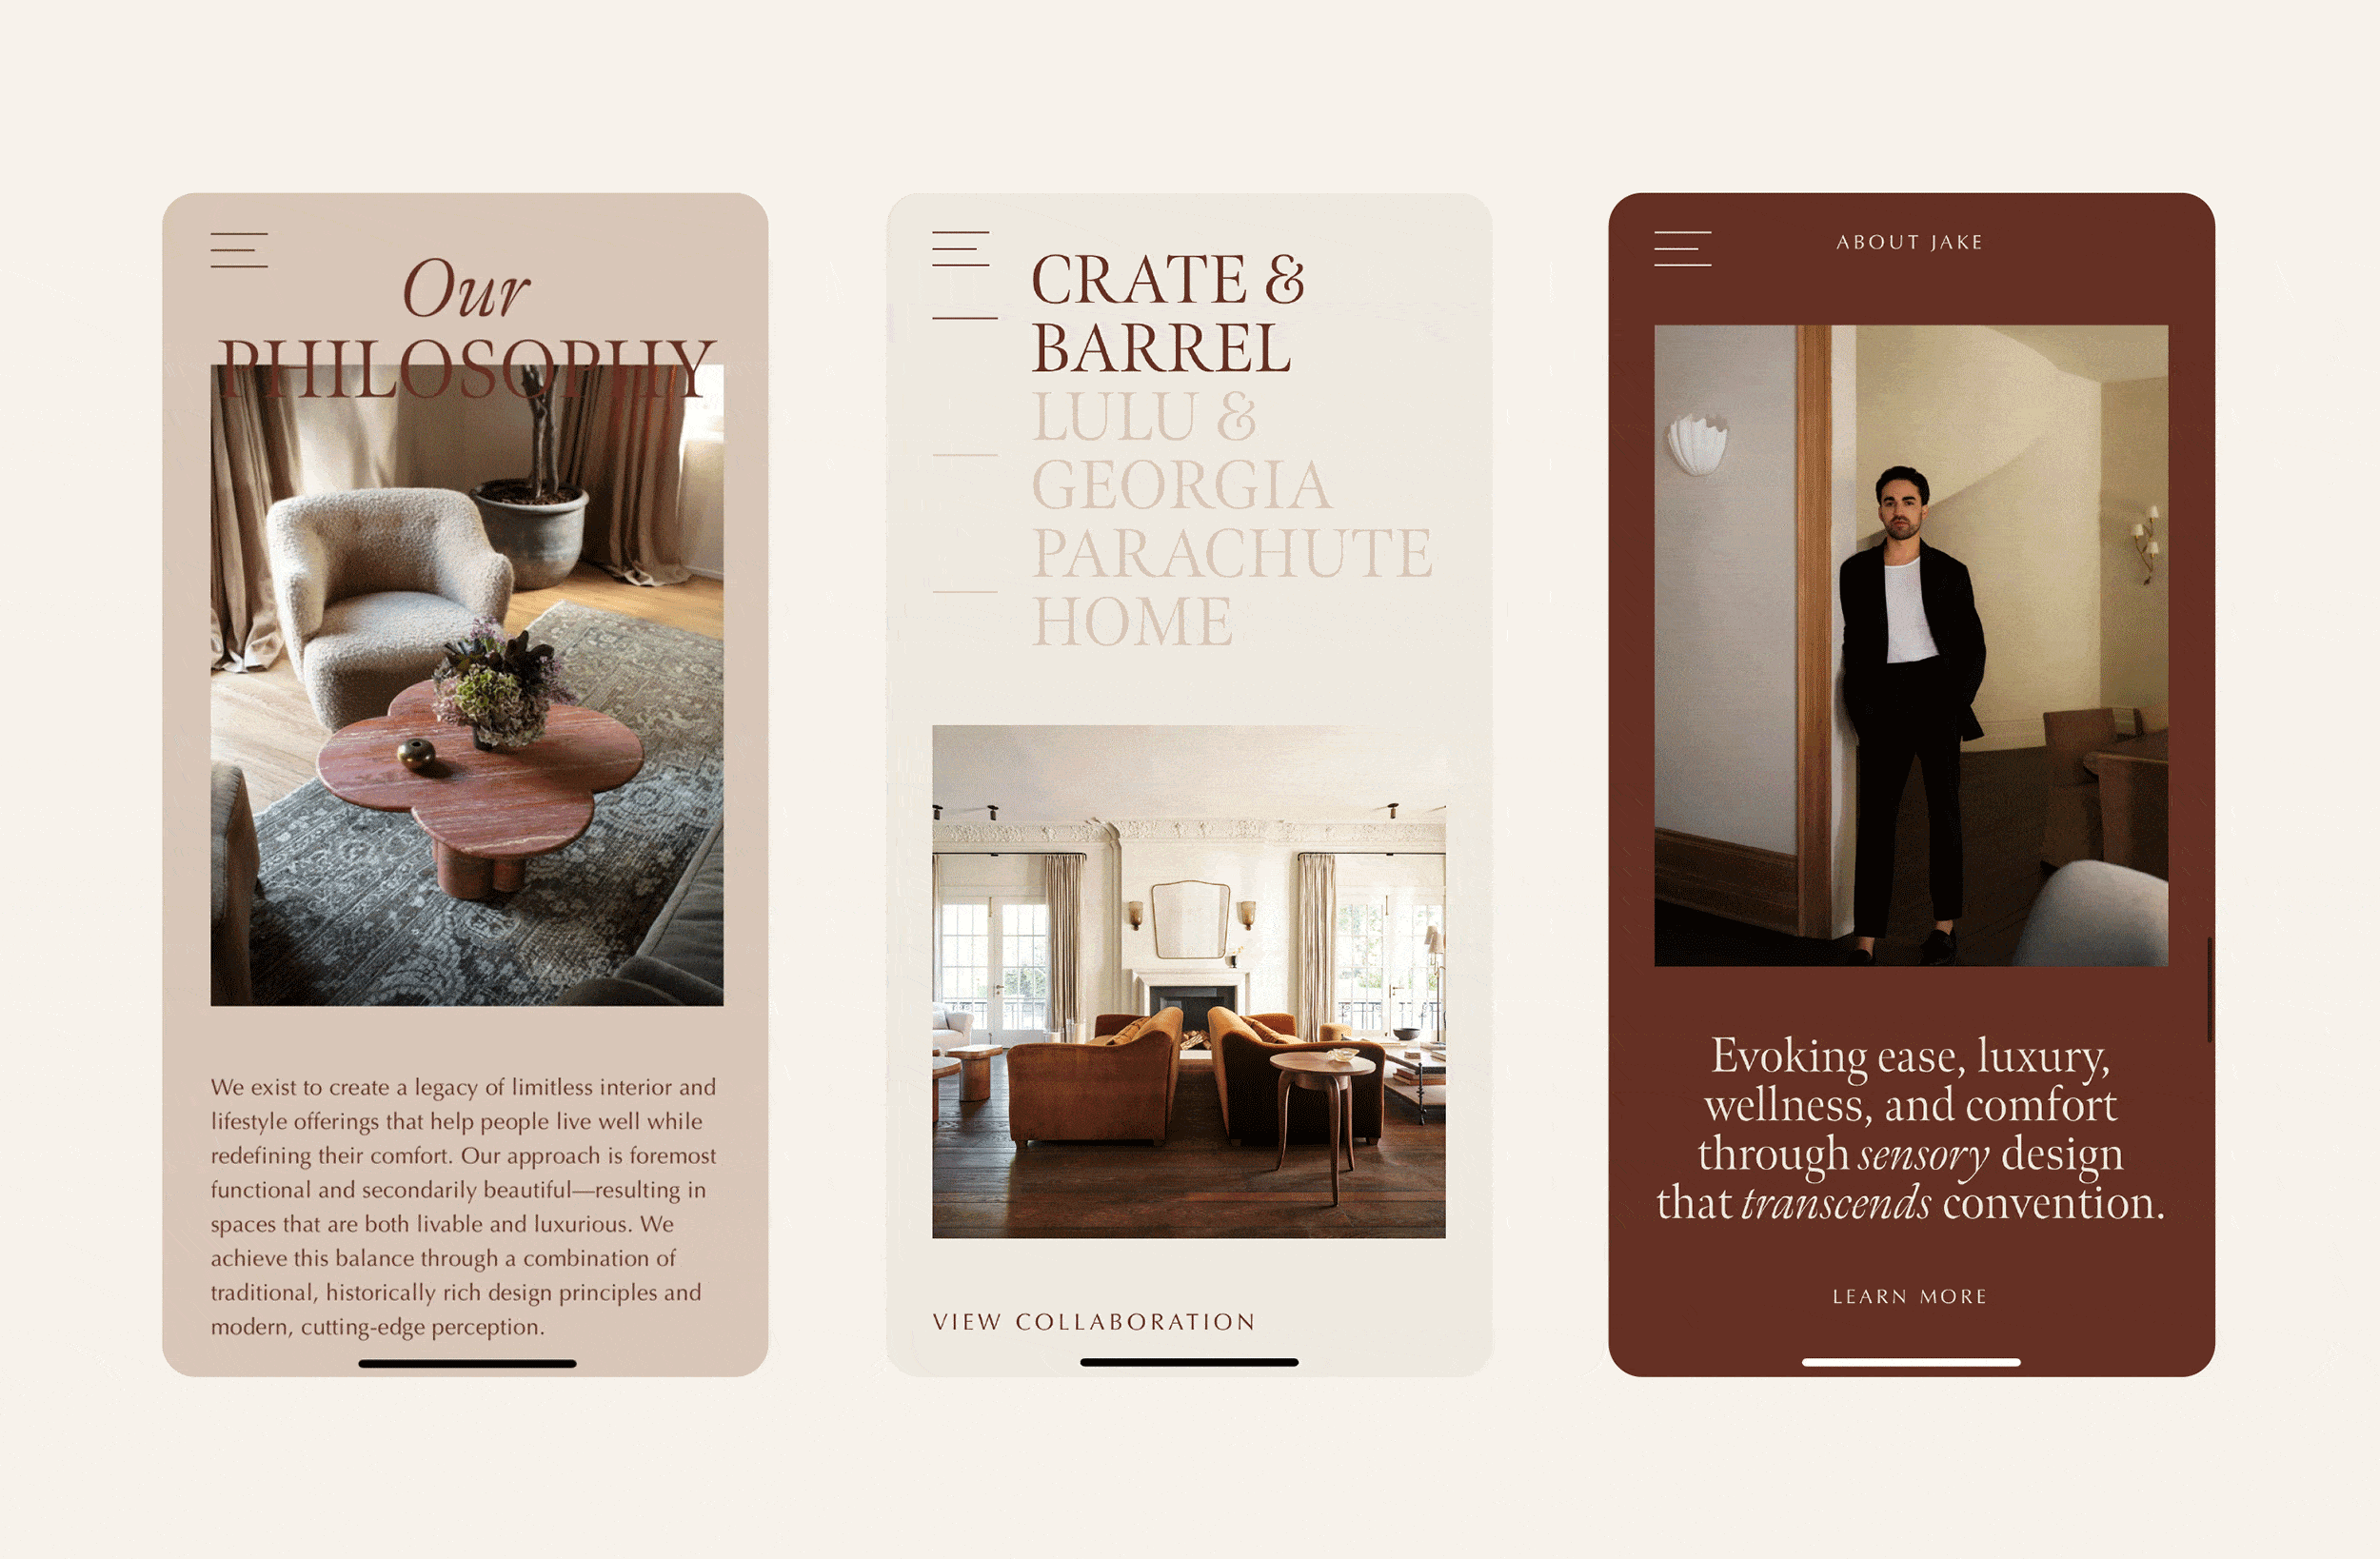 Our
PHILOSOPHY
We exist to create a legacy of limitless interior and
lifestyle offerings that help people live well while
redefining their comfort. Our approach is foremost
functional and secondarily beautiful—resulting in
spaces that are both livable and luxurious. We
achieve this balance through a combination of
traditional, historically rich design principles and
modern, cutting-edge perception.
CRATE &
BARREL
LULU &
GEORGIA
PARACHUTE
HOME
VIEW COLLABORATION
ABOUT JAKE
Evoking ease, luxury,
wellness, and comfort
through sensory design
that transcends convention.
LEARN MORE